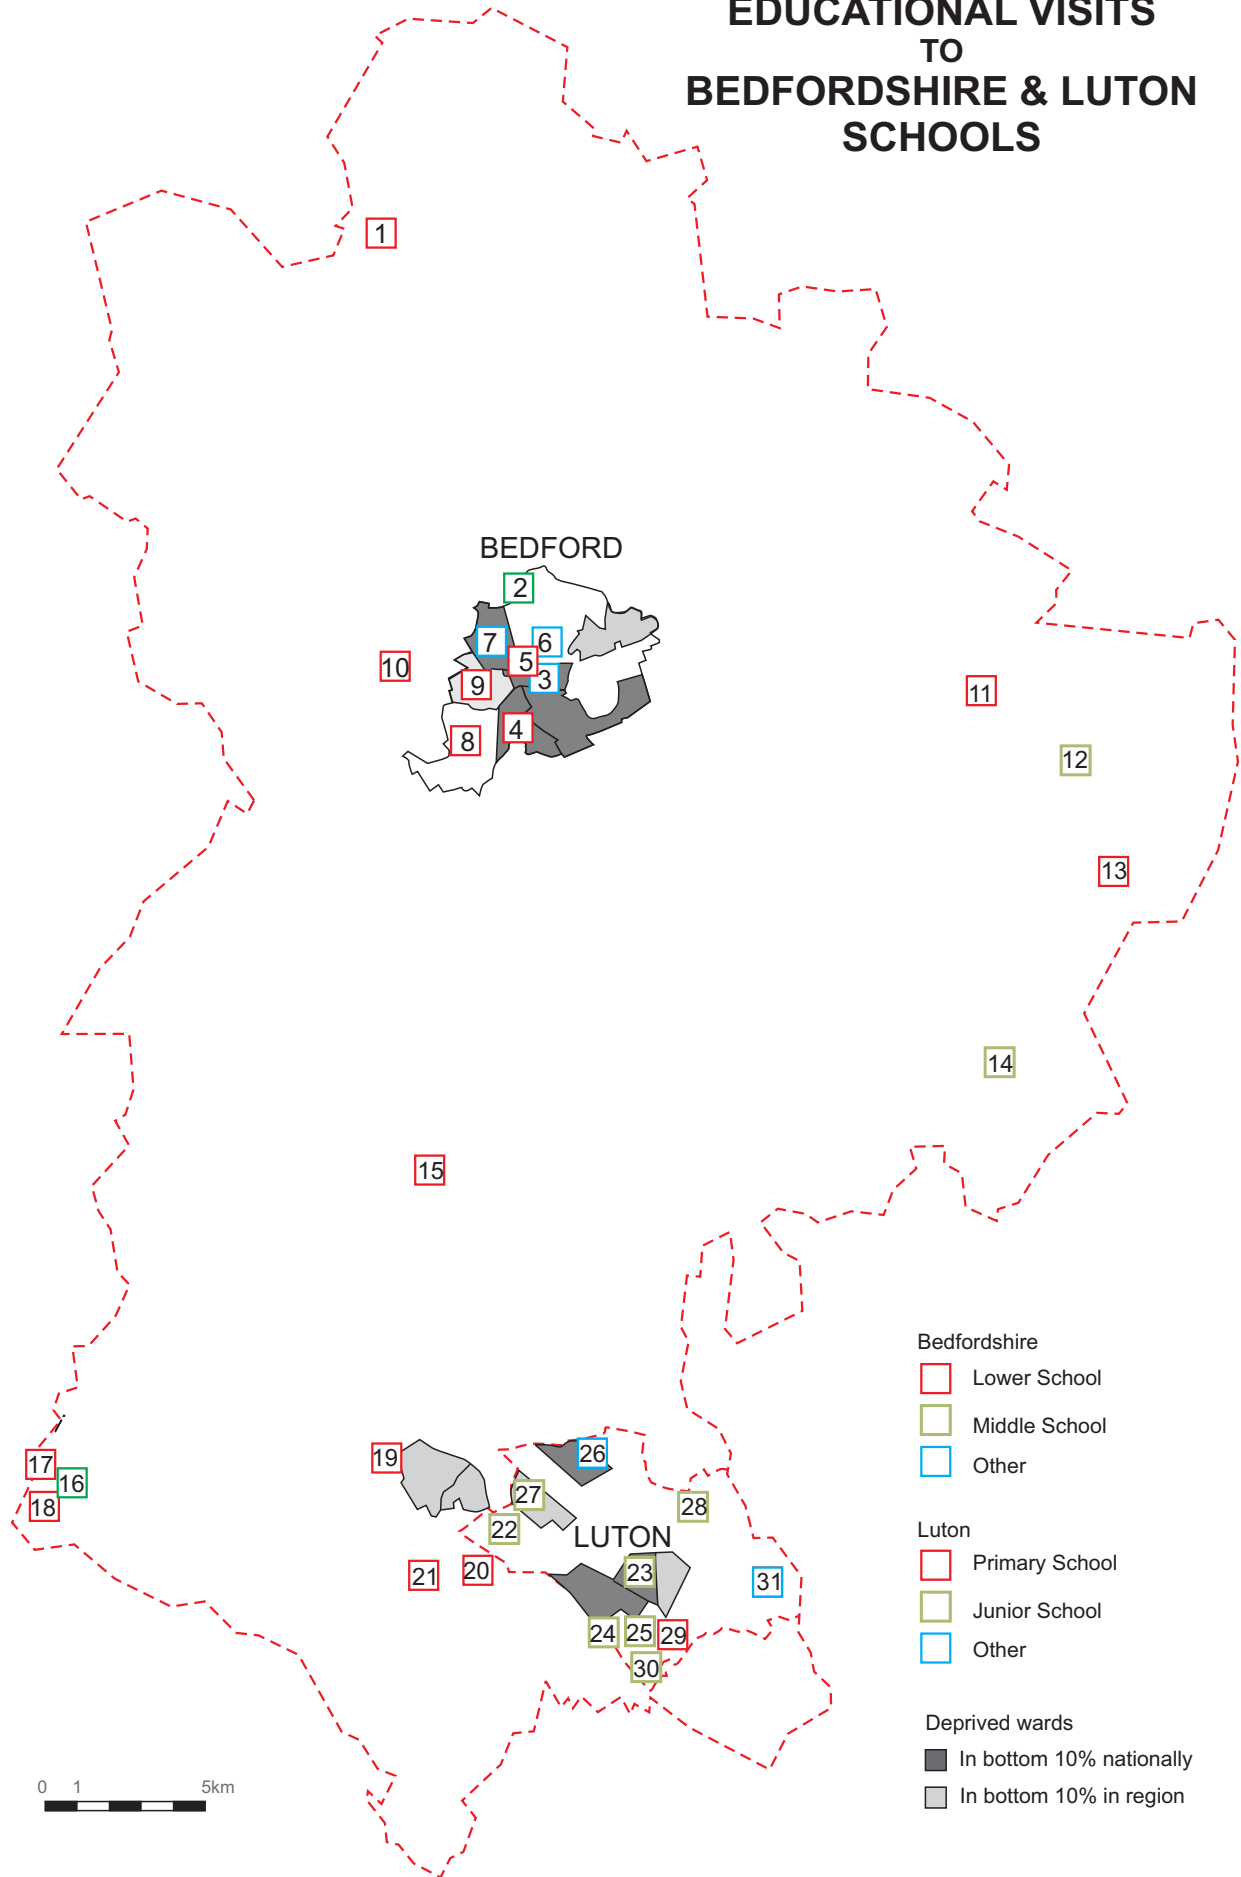 EDUCATIONAL VISITS
TO
BEDFORDSHIRE & LUTON
SCHOOLS
1
BEDFORD
2
7
6
5
10
9
3
11
4
8
12
13
14
15
19
26
17
16
27
18
28
22
LUTON
21
20
23
31
24
25
29
30
Bedfordshire
Lower School
Middle School
Other
Luton
Primary School
Junior School
Other
Deprived wards
In bottom 10% nationally
In bottom 10% in region
0 1 5km